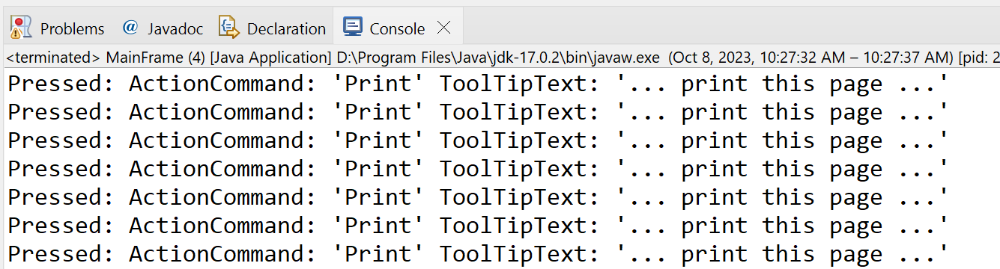 Problems @ Javadoc Declaration Console
<terminated> MainFrame (4) [Java Application] D:\Program Files\Java\jdk-17.0.2\bin\javaw.exe (Oct 8, 2023, 10:27:32 AM – 10:27:37 AM) [pid: 2
Pressed: ActionCommand: 'Print' ToolTipText: '... print this page ...'
Pressed: ActionCommand: 'Print' ToolTipText: '... print this page ...'
Pressed: ActionCommand: 'Print' ToolTipText: '... print this page ...'
Pressed: ActionCommand: 'Print' ToolTipText: '... print this page ...'
Pressed: ActionCommand: 'Print' ToolTipText: '... print this page ...'
Pressed: ActionCommand: 'Print' ToolTipText: '... print this page ...'
Pressed: ActionCommand: 'Print' ToolTipText: '... print this page ...'